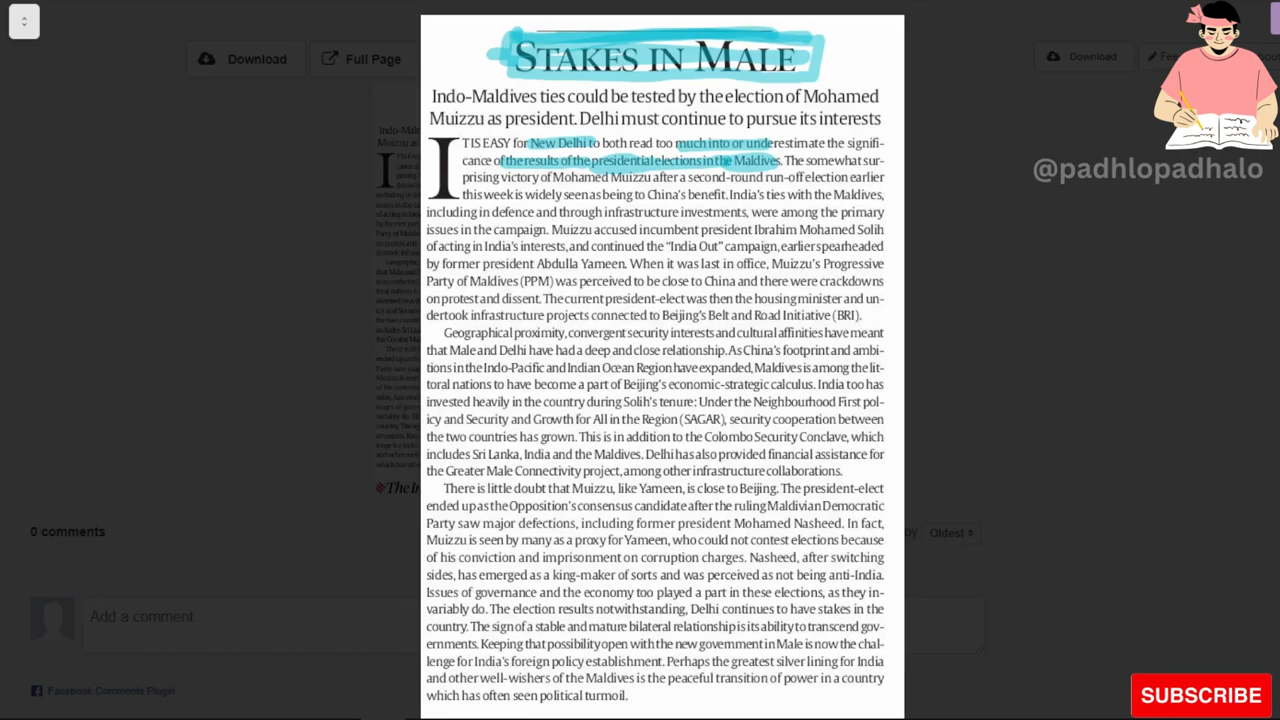 Download
Full Page
Download
@padhlopadhalo
STAKES IN MALE
Indo-Maldives ties could be tested by the election of Mohamed
Muizzu as president. Delhi must continue to pursue its interests
IT IS EASY for New Delhi to both read too much into or underestimate the signifi-
cance of the results of the presidential elections in the Maldives. The somewhat sur-
prising victory of Mohamed Muizzu after a second-round run-off election earlier
this week is widely seen as being to China's benefit. India's ties with the Maldives,
including in defence and through infrastructure investments, were among the primary
issues in the campaign. Muizzu accused incumbent president Ibrahim Mohamed Solih
of acting in India's interests, and continued the "India Out" campaign, earlier spearheaded
by former president Abdulla Yameen. When it was last in office, Muizzu's Progressive
Party of Maldives (PPM) was perceived to be close to China and there were crackdowns
on protest and dissent. The current president-elect was then the housing minister and un-
dertook infrastructure projects connected to Beijing's Belt and Road Initiative (BRI).
Geographical proximity, convergent security interests and cultural affinities have meant
that Male and Delhi have had a deep and close relationship. As China's footprint and ambi-
tions in the Indo-Pacific and Indian Ocean Region have expanded, Maldives is among the lit-
toral nations to have become a part of Beijing's economic-strategic calculus. India too has
invested heavily in the country during Solih's tenure: Under the Neighbourhood First pol-
icy and Security and Growth for All in the Region (SAGAR), security cooperation between
the two countries has grown. This is in addition to the Colombo Security Conclave, which
includes Sri Lanka, India and the Maldives. Delhi has also provided financial assistance for
the Greater Male Connectivity project, among other infrastructure collaborations.
There is little doubt that Muizzu, like Yameen, is close to Beijing. The president-elect
ended up as the Opposition's consensus candidate after the ruling Maldivian Democratic
Party saw major defections, including former president Mohamed Nasheed. In fact,
Muizzu is seen by many as a proxy for Yameen, who could not contest elections because
of his conviction and imprisonment on corruption charges. Nasheed, after switching
sides, has emerged as a king-maker of sorts and was perceived as not being anti-India.
Issues of governance and the economy too played a part in these elections, as they in-
variably do. The election results notwithstanding, Delhi continues to have stakes in the
country. The sign of a stable and mature bilateral relationship is its ability to transcend gov-
ernments. Keeping that possibility open with the new government in Male is now the chal-
lenge for India's foreign policy establishment. Perhaps the greatest silver lining for India
and other well-wishers of the Maldives is the peaceful transition of power in a country
which has often seen political turmoil.
0 comments
by Oldest
Add a comment
Facebook Comments Plugin
SUBSCRIBE